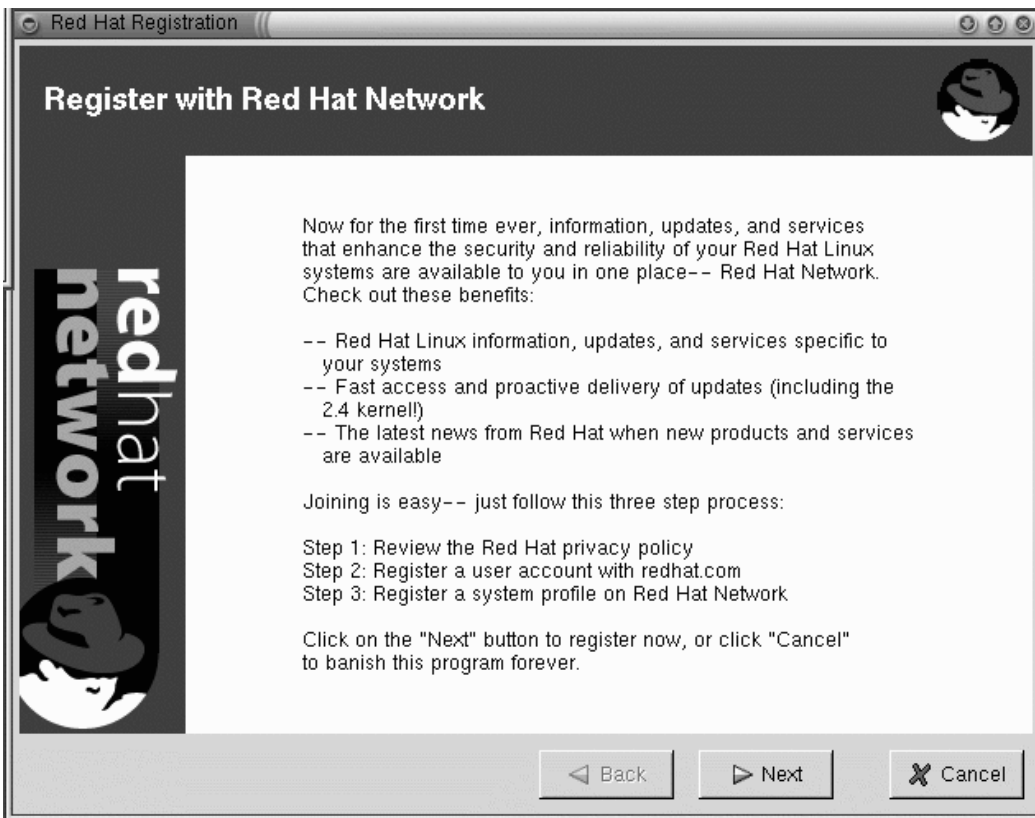 Red Hat Registration
Register with Red Hat Network
redhat
network
Now for the first time ever, information, updates, and services
that enhance the security and reliability of your Red Hat Linux
systems are available to you in one place-- Red Hat Network.
Check out these benefits:
-- Red Hat Linux information, updates, and services specific to
your systems
-- Fast access and proactive delivery of updates (including the
2.4 kernel!)
-- The latest news from Red Hat when new products and services
are available
Joining is easy-- just follow this three step process:
Step 1: Review the Red Hat privacy policy
Step 2: Register a user account with redhat.com
Step 3: Register a system profile on Red Hat Network
Click on the "Next" button to register now, or click "Cancel"
to banish this program forever.
Back
Next
Cancel